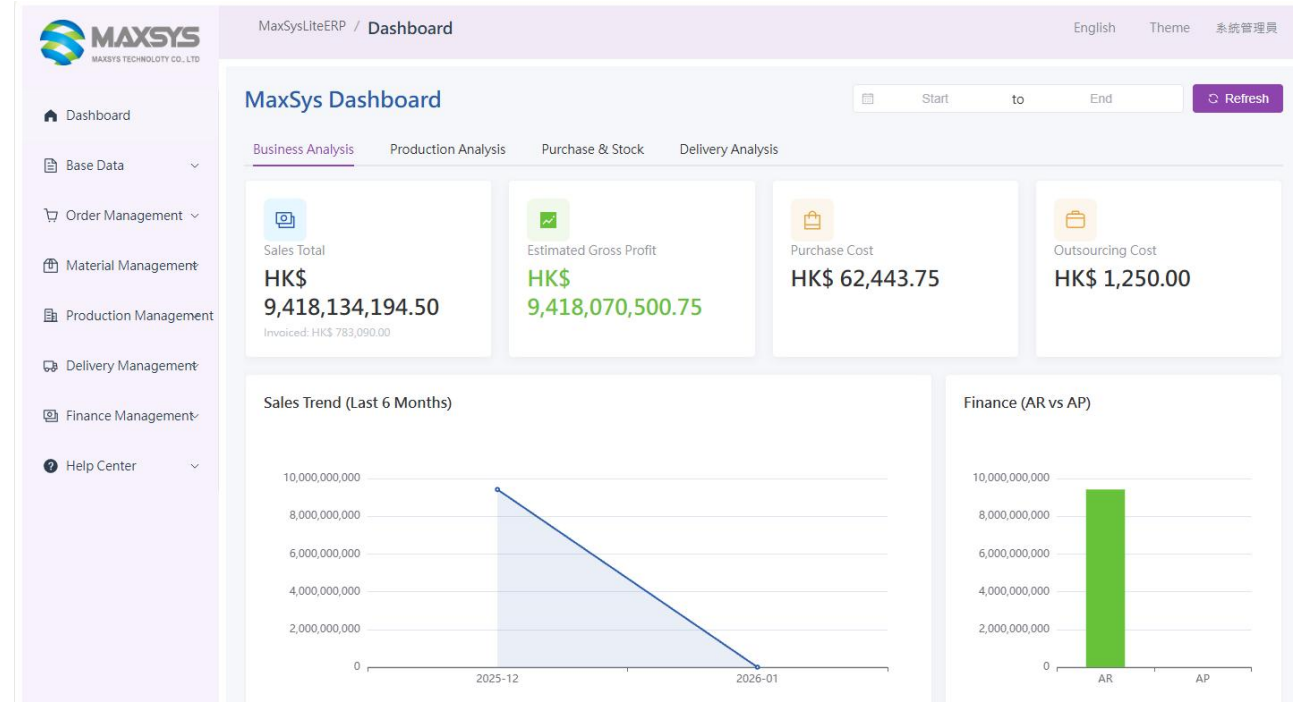 MAXSYS
MAXSYS TECHNOLOTY CO., LTD
MaxSysLiteERP / Dashboard
English Theme 系統管理員
Dashboard
Base Data
Order Management
Material Management
Production Management
Delivery Management
Finance Management
Help Center
MaxSys Dashboard
Start to End
Refresh
Business Analysis Production Analysis Purchase & Stock Delivery Analysis
Sales Total
HK$
9,418,134,194.50
Invoiced: HK$ 783,090.00
Estimated Gross Profit
HK$
9,418,070,500.75
Purchase Cost
HK$ 62,443.75
Outsourcing Cost
HK$ 1,250.00
Sales Trend (Last 6 Months)
10,000,000,000
8,000,000,000
6,000,000,000
4,000,000,000
2,000,000,000
0
2025-12 2026-01
Finance (AR vs AP)
10,000,000,000
8,000,000,000
6,000,000,000
4,000,000,000
2,000,000,000
0
AR AP